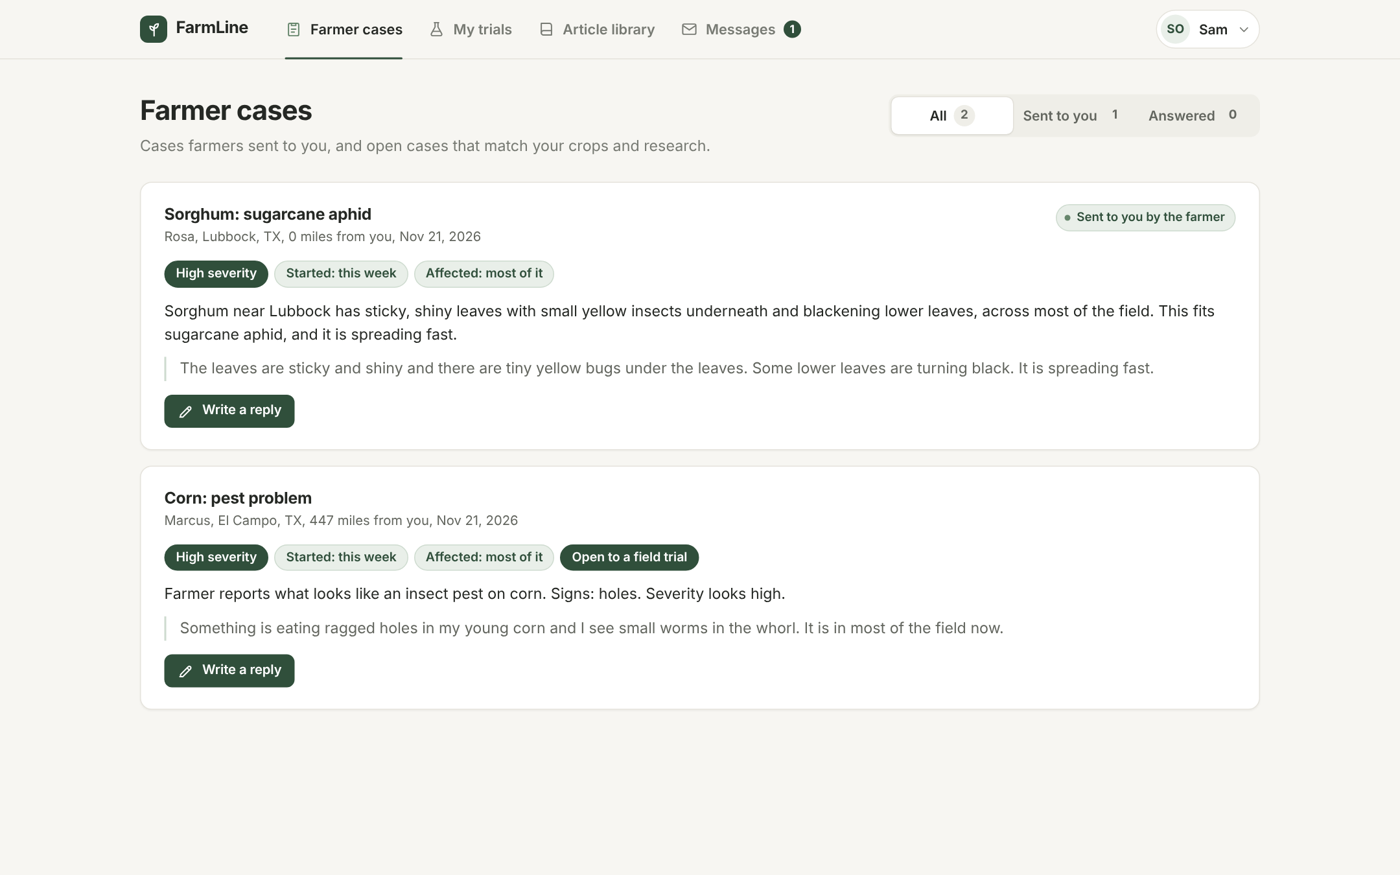 FarmLine
Farmer cases
My trials
Article library
Messages 1
SO Sam
Farmer cases
Cases farmers sent to you, and open cases that match your crops and research.
All 2
Sent to you 1
Answered 0
Sorghum: sugarcane aphid
Sent to you by the farmer
Rosa, Lubbock, TX, 0 miles from you, Nov 21, 2026
High severity
Started: this week
Affected: most of it
Sorghum near Lubbock has sticky, shiny leaves with small yellow insects underneath and blackening lower leaves, across most of the field. This fits
sugarcane aphid, and it is spreading fast.
The leaves are sticky and shiny and there are tiny yellow bugs under the leaves. Some lower leaves are turning black. It is spreading fast.
Write a reply
Corn: pest problem
Marcus, El Campo, TX, 447 miles from you, Nov 21, 2026
High severity
Started: this week
Affected: most of it
Open to a field trial
Farmer reports what looks like an insect pest on corn. Signs: holes. Severity looks high.
Something is eating ragged holes in my young corn and I see small worms in the whorl. It is in most of the field now.
Write a reply